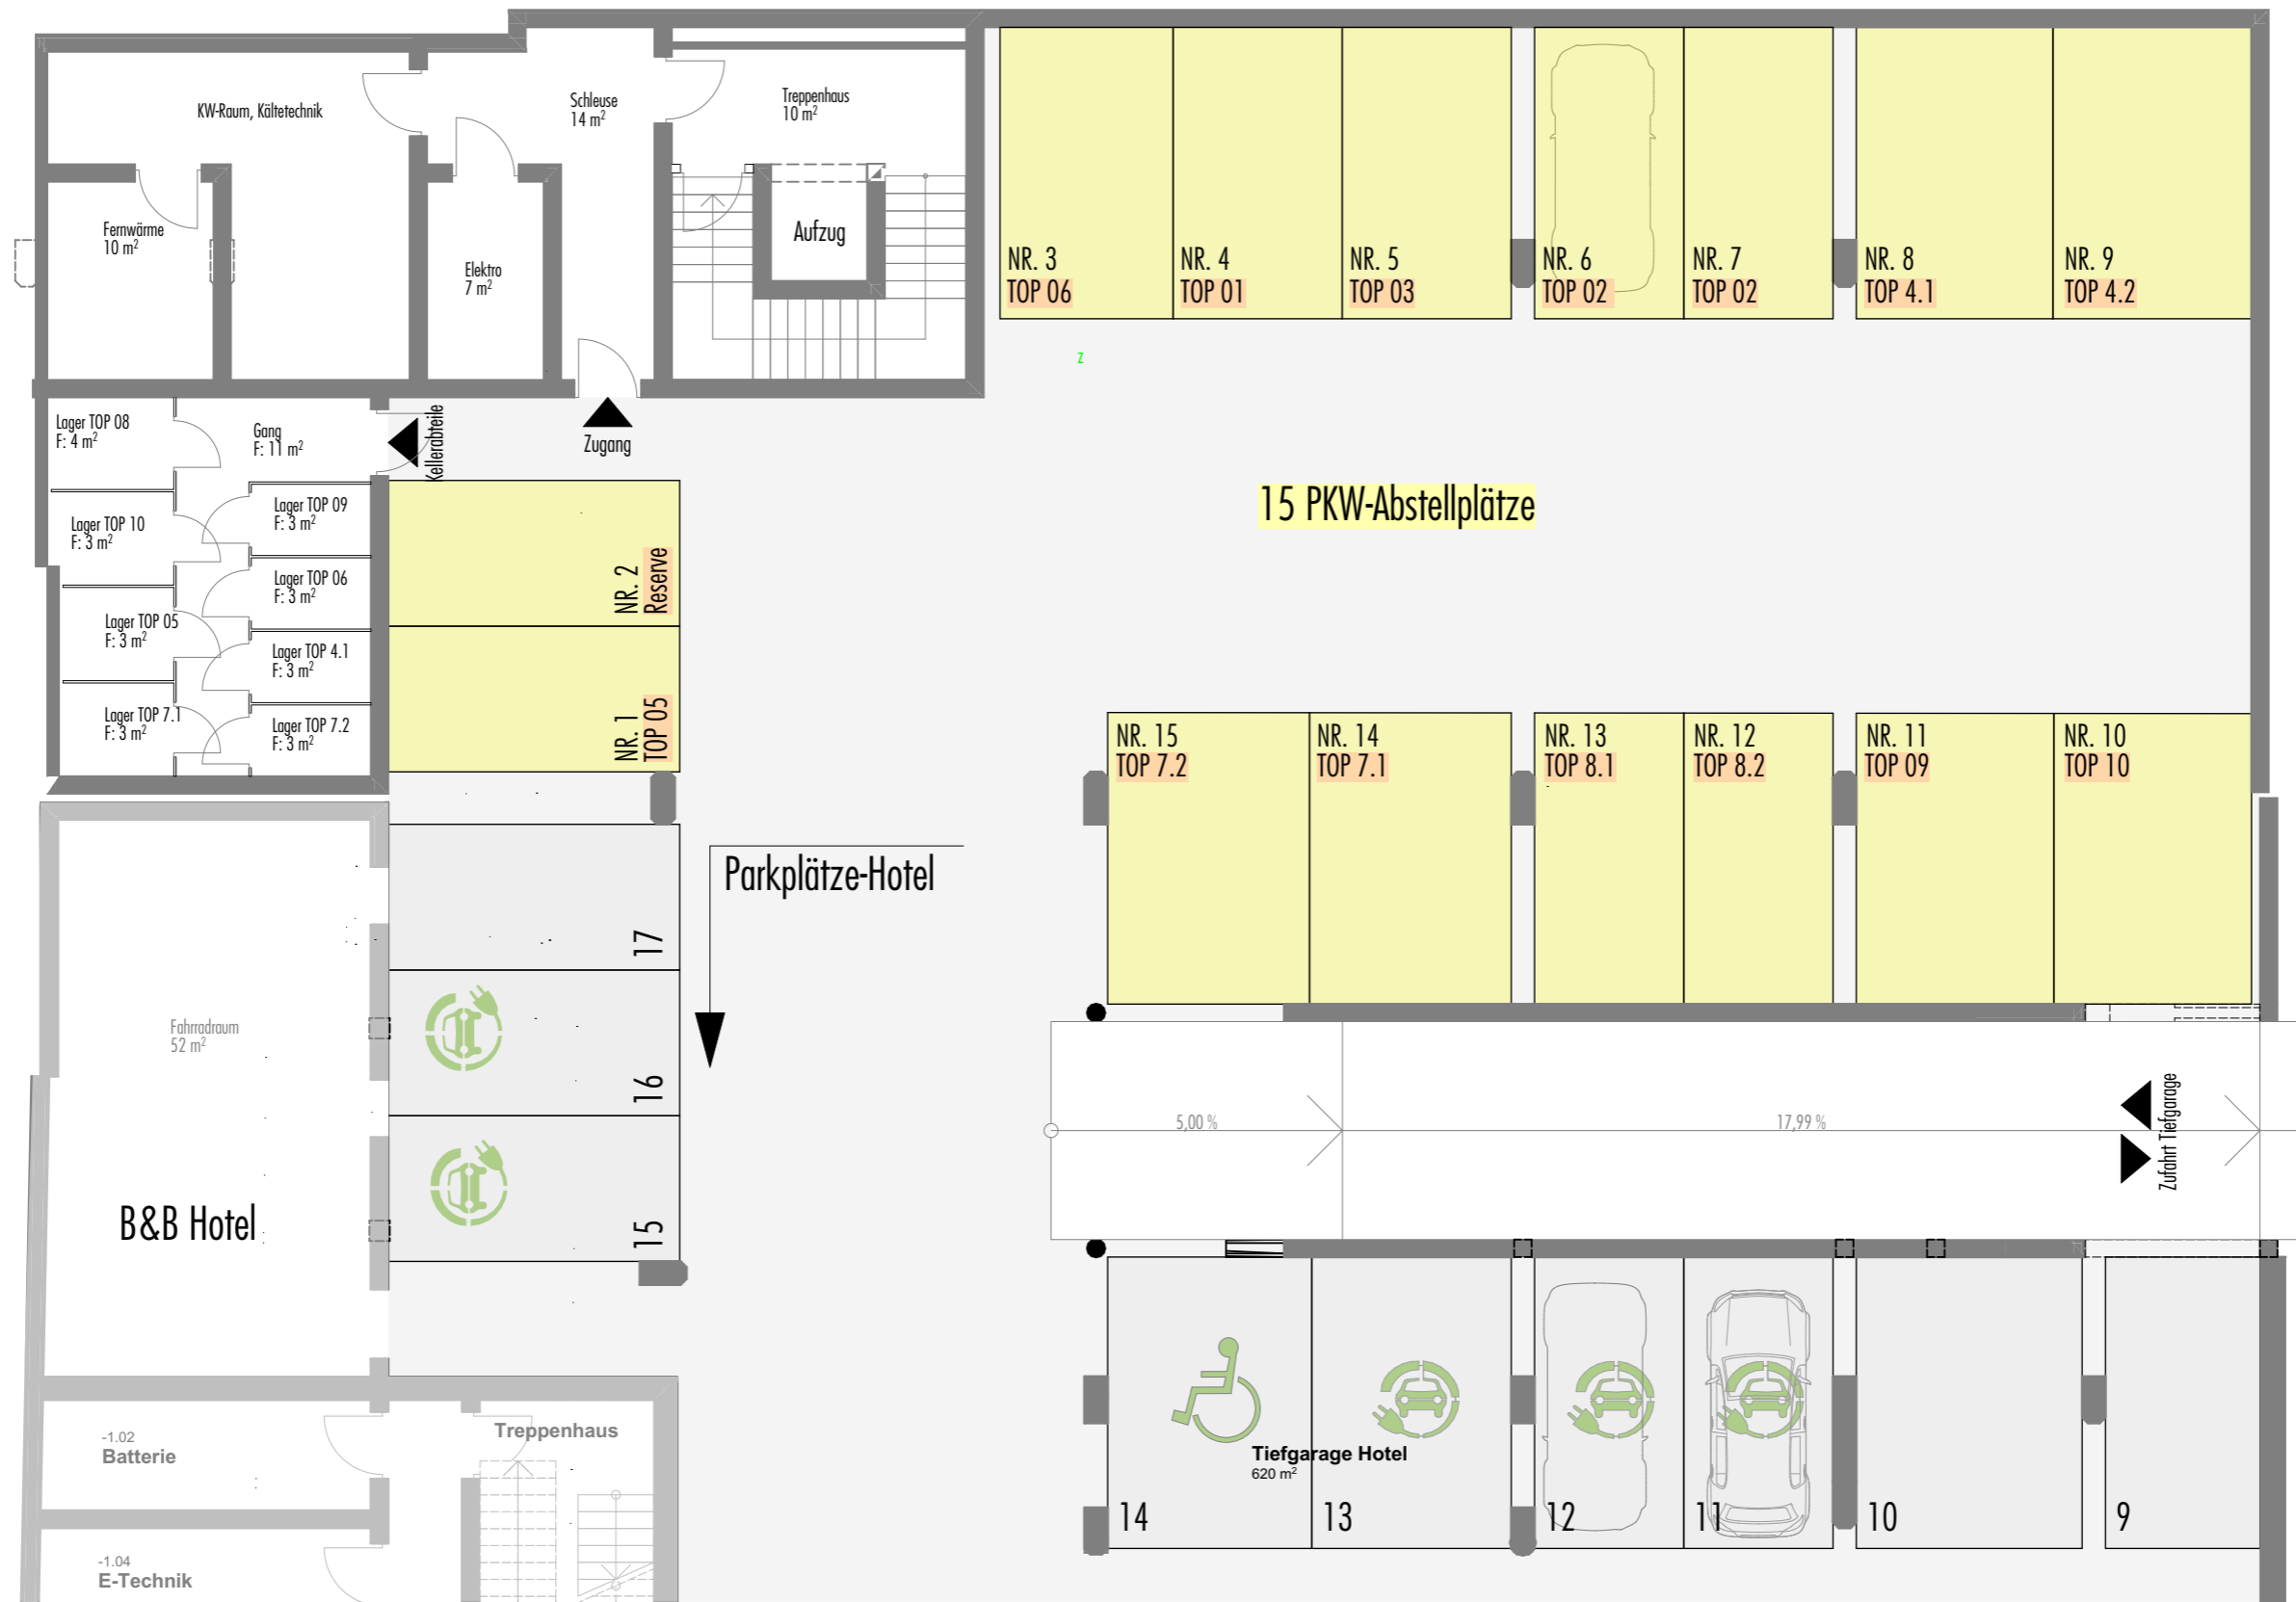 KW-Raum, Kältetechnik
Schleuse
14 m²
Treppenhaus
10 m²
Fernwärme
10 m²
Elektro
7 m²
Aufzug
NR. 3
TOP 06
NR. 4
TOP 01
NR. 5
TOP 03
NR. 6
TOP 02
NR. 7
TOP 02
NR. 8
TOP 4.1
NR. 9
TOP 4.2
z
Lager TOP 08
F: 4 m²
Gang
F: 11 m²
Kellerabteile
Zugang
Lager TOP 10
F: 3 m²
Lager TOP 09
F: 3 m²
Lager TOP 06
F: 3 m²
Lager TOP 05
F: 3 m²
Lager TOP 4.1
F: 3 m²
Lager TOP 7.1
F: 3 m²
Lager TOP 7.2
F: 3 m²
15 PKW-Abstellplätze
NR. 2
Reserve
NR. 1
TOP 05
NR. 15
TOP 7.2
NR. 14
TOP 7.1
NR. 13
TOP 8.1
NR. 12
TOP 8.2
NR. 11
TOP 09
NR. 10
TOP 10
Parkplätze-Hotel
17
16
15
Fahrradraum
52 m²
B&B Hotel
5,00 %
17,99 %
Zufahrt Tiefgarage
-1.02
Batterie
Treppenhaus
-1.04
E-Technik
Tiefgarage Hotel
620 m²
14
13
12
11
10
9